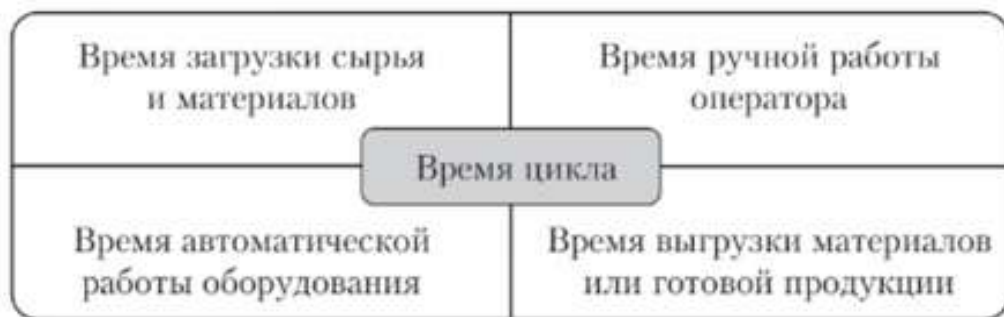 Время загрузки сырья
и материалов
Время ручной работы
оператора
Время цикла
Время автоматической
работы оборудования
Время выгрузки материалов
или готовой продукции